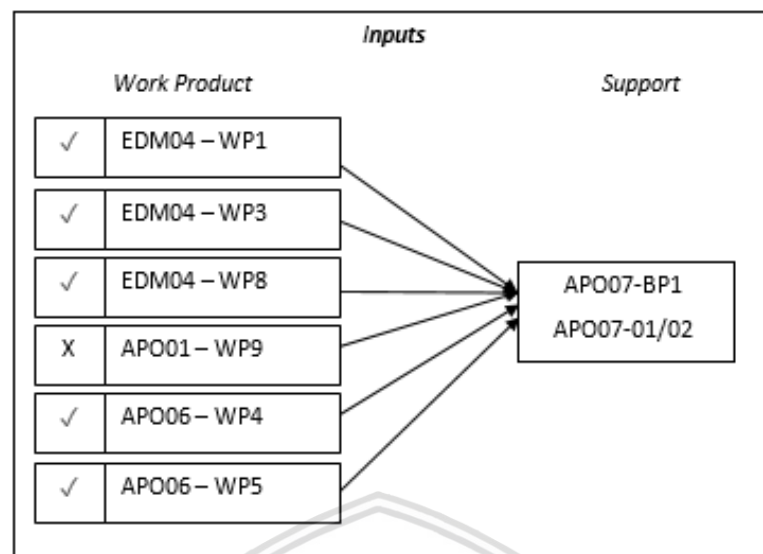 Inputs
Work Product Support
✓ EDM04 – WP1
✓ EDM04 – WP3
✓ EDM04 – WP8
X APO01 – WP9
✓ APO06 – WP4
✓ APO06 – WP5
APO07-BP1
APO07-01/02